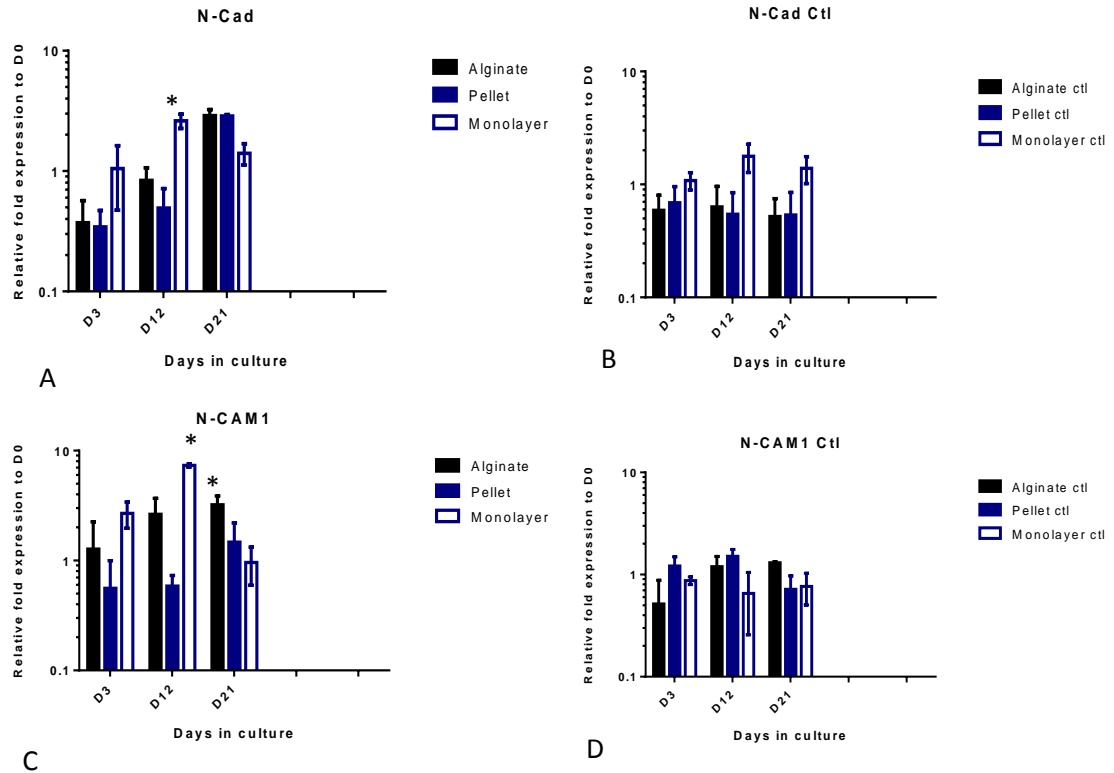 N-Cad
Relative fold expression to D0
10
1
0.1
*
D3
D12
D21
Days in culture
Alginate
Pellet
Monolayer
A
N-Cad Ctl
Relative fold expression to D0
10
1
0.1
D3
D12
D21
Days in culture
Alginate ctl
Pellet ctl
Monolayer ctl
B
N-CAM1
Relative fold expression to D0
10
1
0.1
*
*
D3
D12
D21
Days in culture
Alginate
Pellet
Monolayer
C
N-CAM1 Ctl
Relative fold expression to D0
10
1
0.1
D3
D12
D21
Days in culture
Alginate ctl
Pellet ctl
Monolayer ctl
D